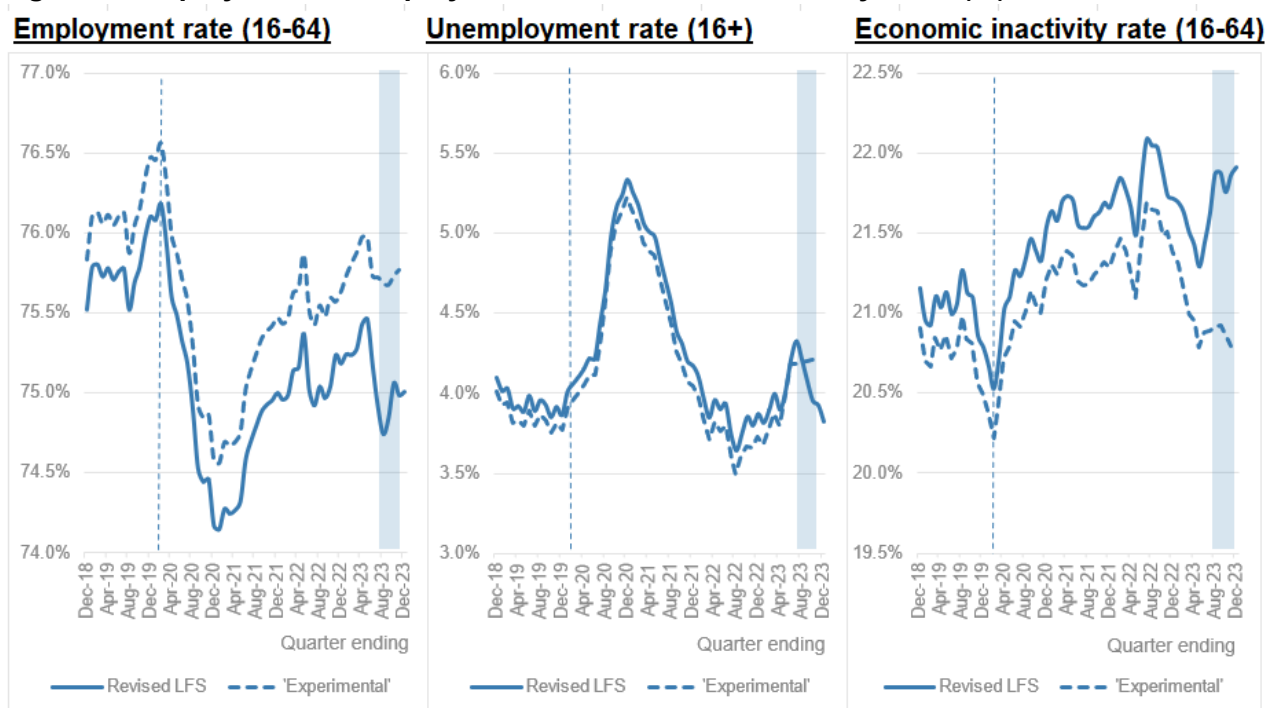 Employment rate (16-64)
77.0%
76.5%
76.0%
75.5%
75.0%
74.5%
74.0%
Dec-18
Apr-19
Aug-19
Dec-19
Apr-20
Aug-20
Dec-20
Apr-21
Aug-21
Dec-21
Apr-22
Aug-22
Dec-22
Apr-23
Aug-23
Dec-23
Quarter ending
Revised LFS
'Experimental'
Unemployment rate (16+)
6.0%
5.5%
5.0%
4.5%
4.0%
3.5%
3.0%
Dec-18
Apr-19
Aug-19
Dec-19
Apr-20
Aug-20
Dec-20
Apr-21
Aug-21
Dec-21
Apr-22
Aug-22
Dec-22
Apr-23
Aug-23
Dec-23
Quarter ending
Revised LFS
'Experimental'
Economic inactivity rate (16-64)
22.5%
22.0%
21.5%
21.0%
20.5%
20.0%
19.5%
Dec-18
Apr-19
Aug-19
Dec-19
Apr-20
Aug-20
Dec-20
Apr-21
Aug-21
Dec-21
Apr-22
Aug-22
Dec-22
Apr-23
Aug-23
Dec-23
Quarter ending
Revised LFS
'Experimental'